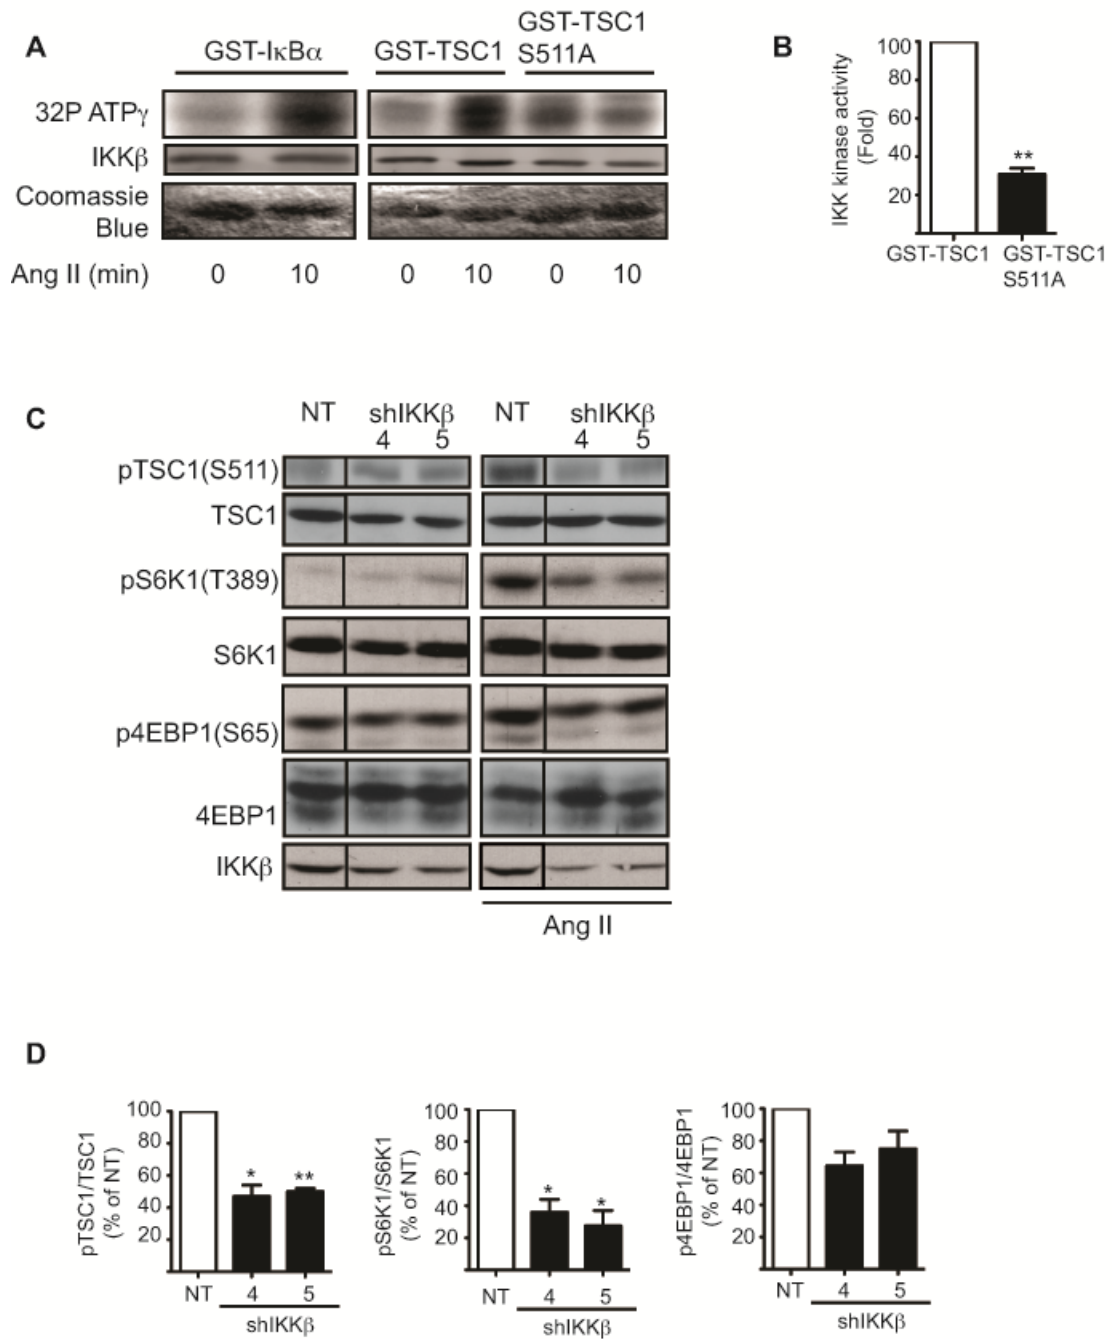 A
GST-IκBα GST-TSC1 GST-TSC1
S511A
32P ATPγ
IKKβ
Coomassie
Blue
Ang II (min) 0 10 0 10 0 10
B
IKK kinase activity
(Fold)
100
80
60
40
20
**
GST-TSC1 GST-TSC1
S511A
C
NT shIKKβ NT shIKKβ
4 5 4 5
pTSC1(S511)
TSC1
pS6K1(T389)
S6K1
p4EBP1(S65)
4EBP1
IKKβ
Ang II
D
pTSC1/TSC1
(% of NT)
100
80
60
40
20
* **
NT 4 5
shIKKβ
pS6K1/S6K1
(% of NT)
100
80
60
40
20
* *
NT 4 5
shIKKβ
p4EBP1/4EBP1
(% of NT)
100
80
60
40
20
NT 4 5
shIKKβ